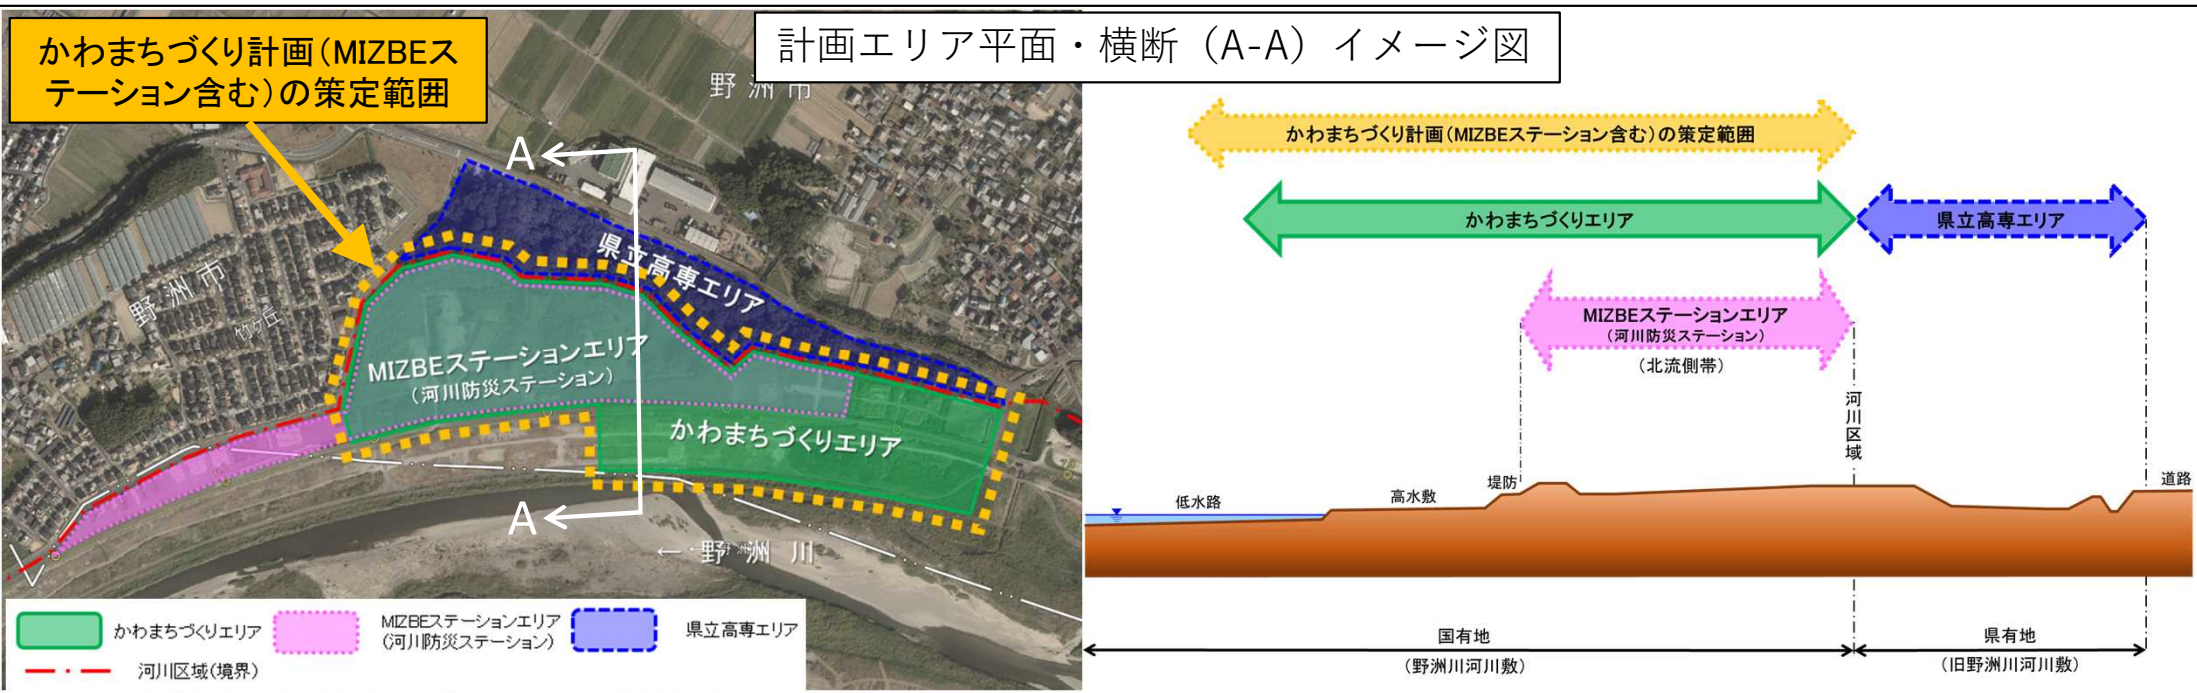 かわまちづくり計画(MIZBEス
テーション含む)の策定範囲
計画エリア平面・横断（A-A）イメージ図
野洲市
A
県立高専エリア
野洲市
竹ケ丘
MIZBEステーションエリア
（河川防災ステーション）
かわまちづくりエリア
A
←野洲川
かわまちづくりエリア
MIZBEステーションエリア
(河川防災ステーション)
県立高専エリア
河川区域(境界)
かわまちづくり計画(MIZBEステーション含む)の策定範囲
かわまちづくりエリア
県立高専エリア
MIZBEステーションエリア
(河川防災ステーション)
(北流側帯)
河川区域
低水路
高水敷
堤防
道路
国有地
(野洲川河川敷)
県有地
(旧野洲川河川敷)